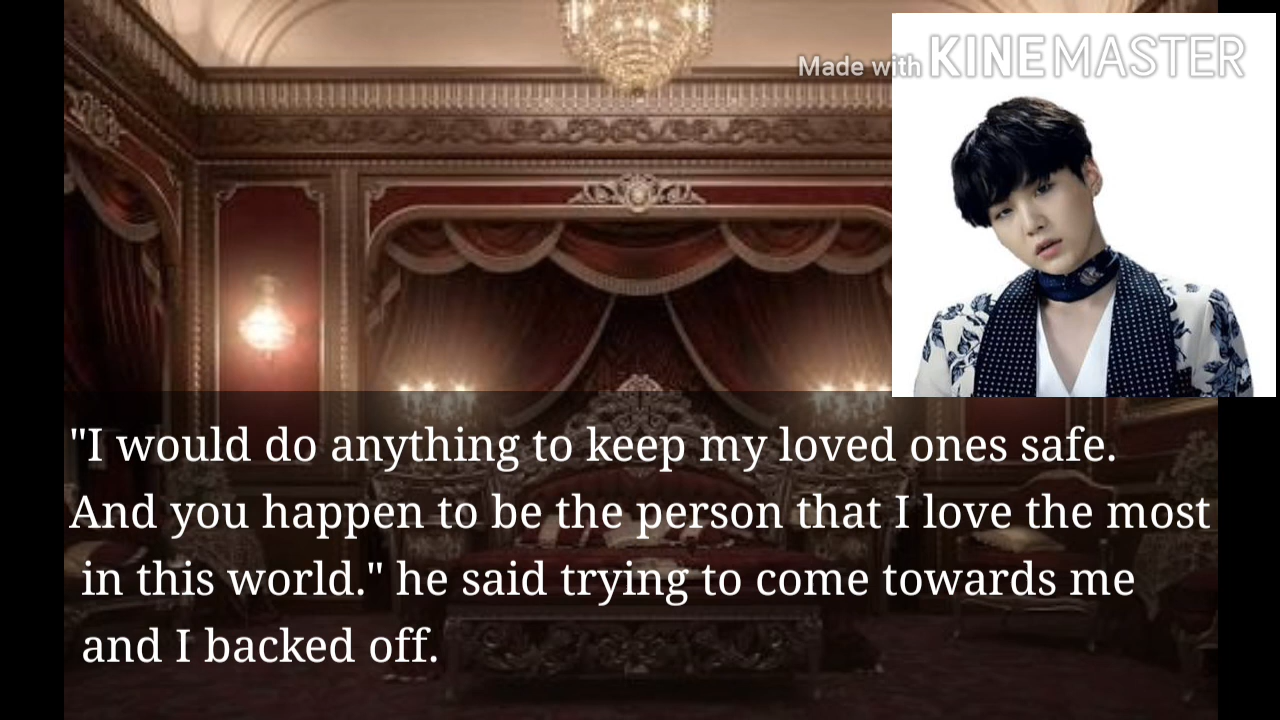 Made with KINEMASTER
"I would do anything to keep my loved ones safe.
And you happen to be the person that I love the most
in this world." he said trying to come towards me
and I backed off.